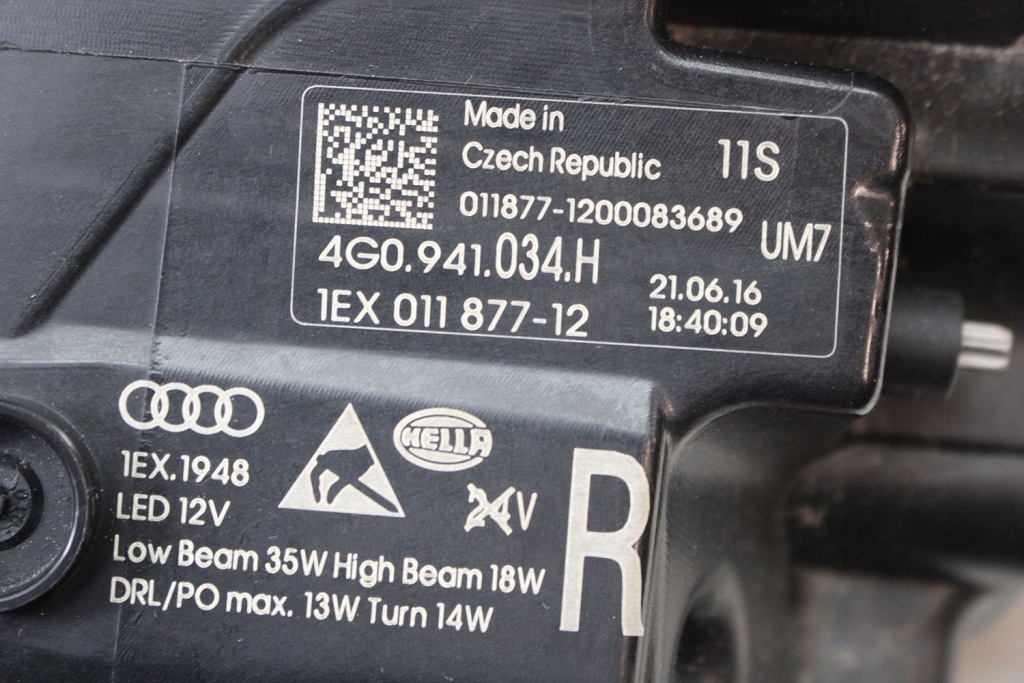 Made in
Czech Republic 11S
011877-1200083689 UM7
4G0.941.034.H
21.06.16
1EX 011 877-12
18:40:09
HELLA
1EX.1948
24V
LED 12V
R
Low Beam 35W High Beam 18W
DRL/PO max. 13W Turn 14W